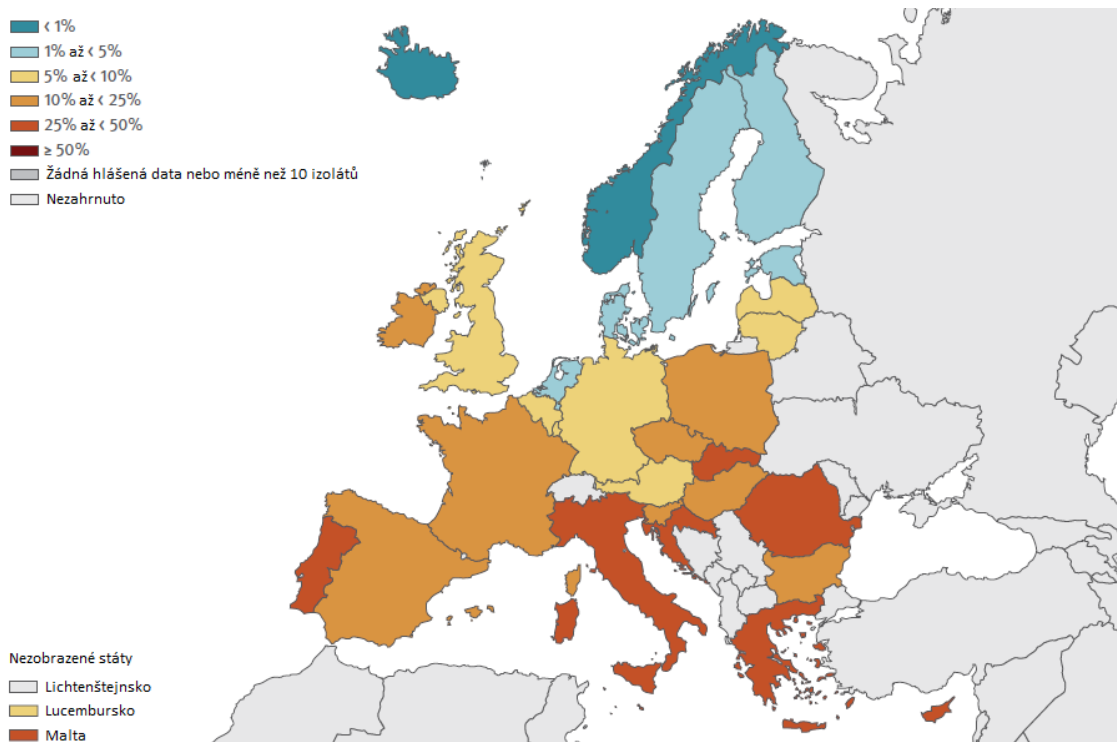 < 1%
1% až < 5%
5% až < 10%
10% až < 25%
25% až < 50%
≥ 50%
Žádná hlášená data nebo méně než 10 izolátů
Nezahrnuto
Nezobrazené státy
Lichtenštejnsko
Lucembursko
Malta